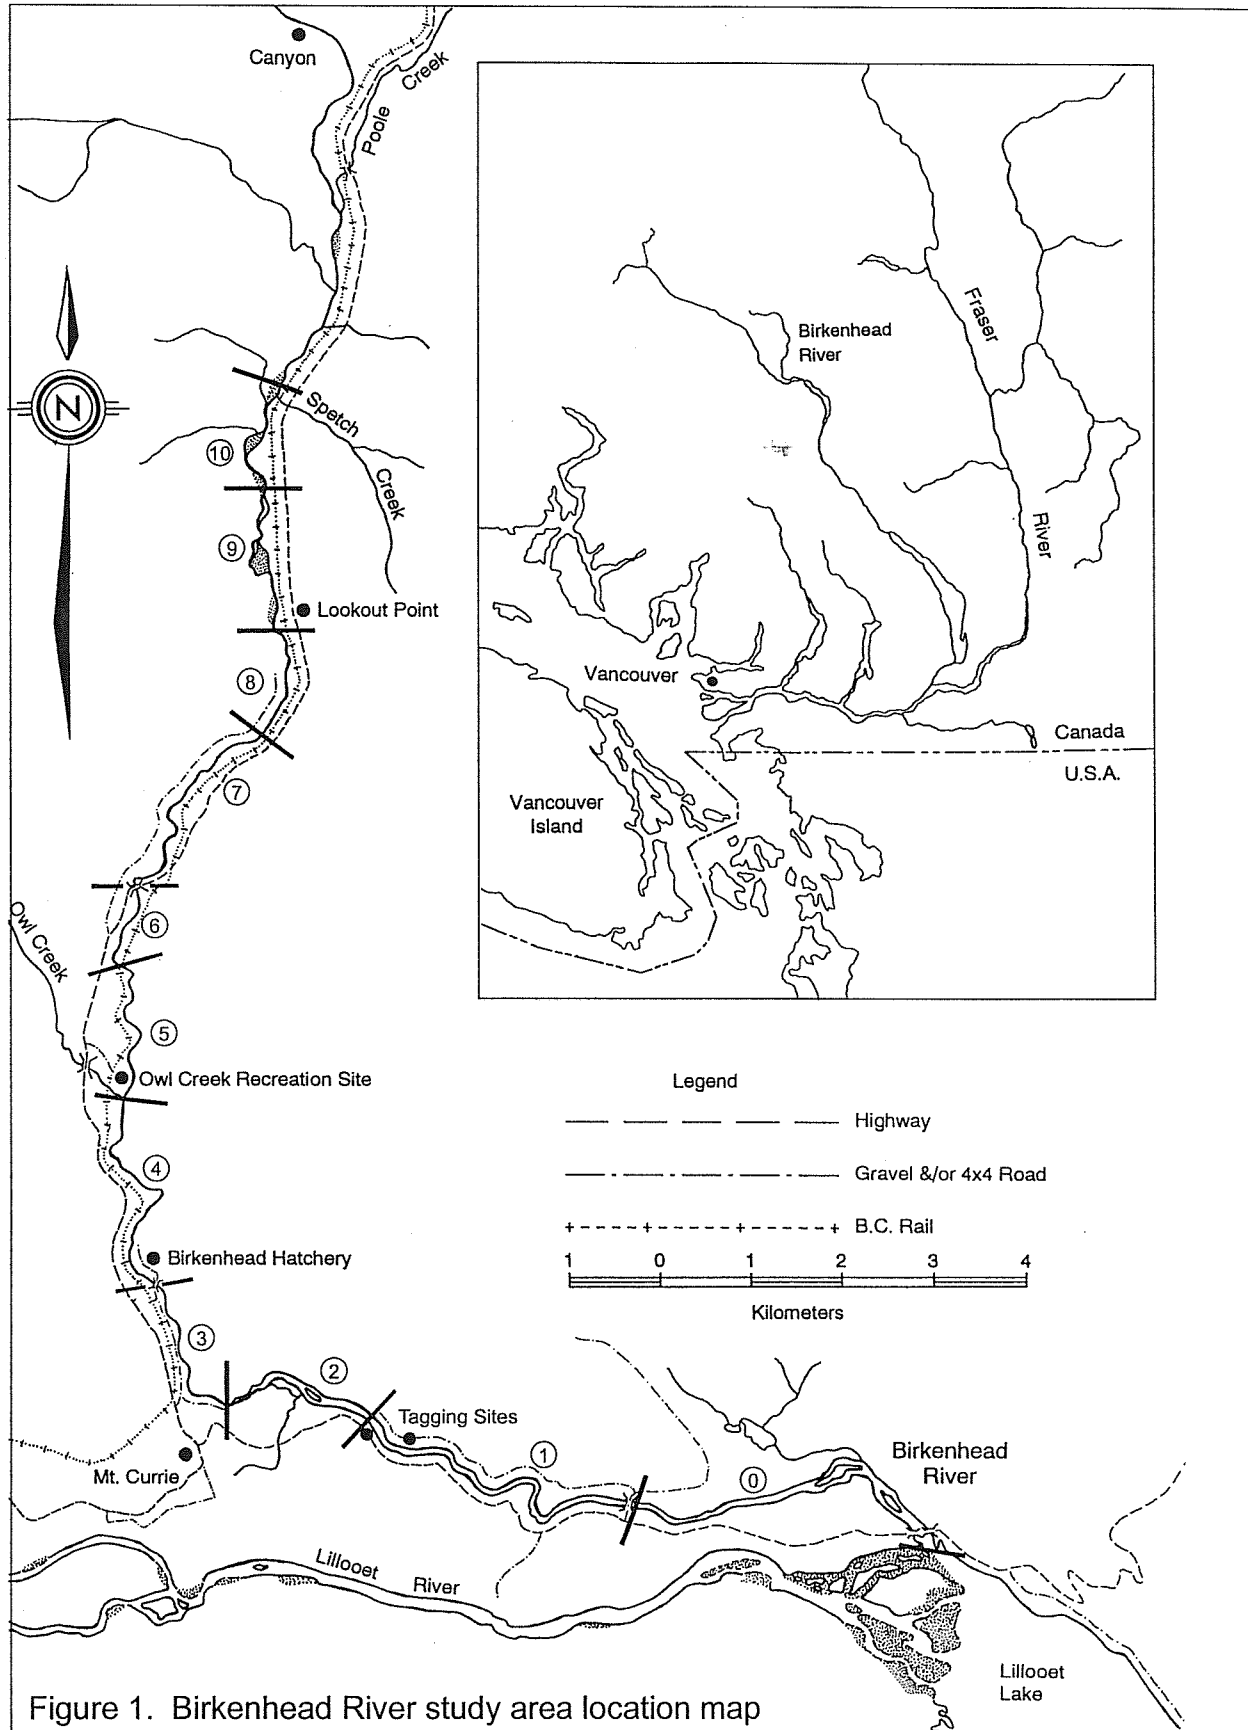 Canyon
Poole Creek
Spetch Creek
N
10
9
Lookout Point
8
7
6
Owl Creek
5
Owl Creek Recreation Site
4
Birkenhead Hatchery
3
2
Tagging Sites
1
0
Mt. Currie
Birkenhead
River
Lillooet River
Lillooet
Lake
Birkenhead
River
Fraser River
Vancouver
Canada
U.S.A.
Vancouver
Island
Legend
Highway
Gravel &/or 4x4 Road
B.C. Rail
1 0 1 2 3 4
Kilometers
Figure 1. Birkenhead River study area location map